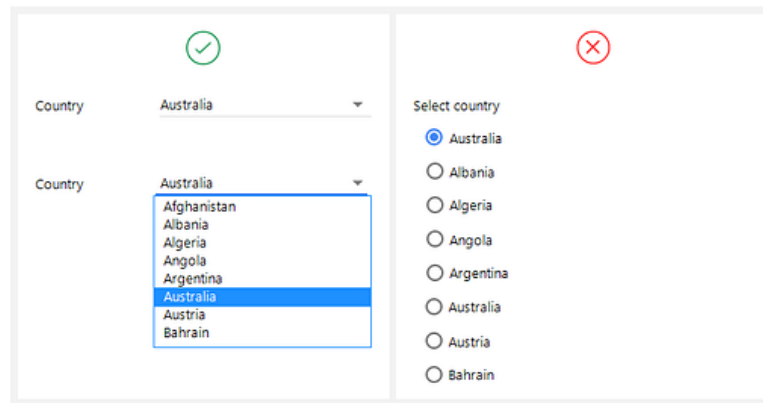 Country Australia
Country Australia
Afghanistan
Albania
Algeria
Angola
Argentina
Australia
Austria
Bahrain
Select country
Australia
Albania
Algeria
Angola
Argentina
Australia
Austria
Bahrain